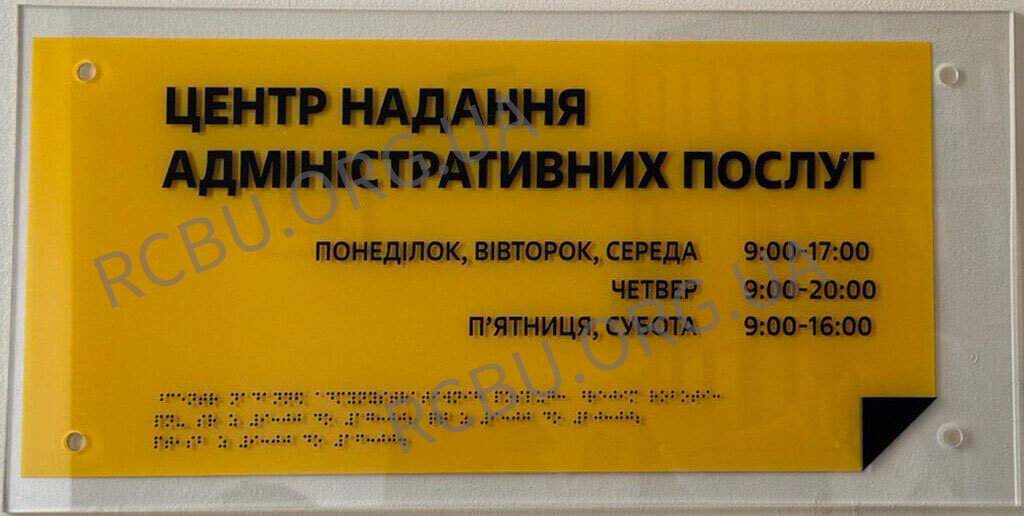 ЦЕНТР НАДАННЯ
АДМІНІСТРАТИВНИХ ПОСЛУГ
ПОНЕДІЛОК, ВІВТОРОК, СЕРЕДА 9:00-17:00
ЧЕТВЕР 9:00-20:00
П’ЯТНИЦЯ, СУБОТА 9:00-16:00
RCBU.ORG.UA
RCBU.ORG.UA